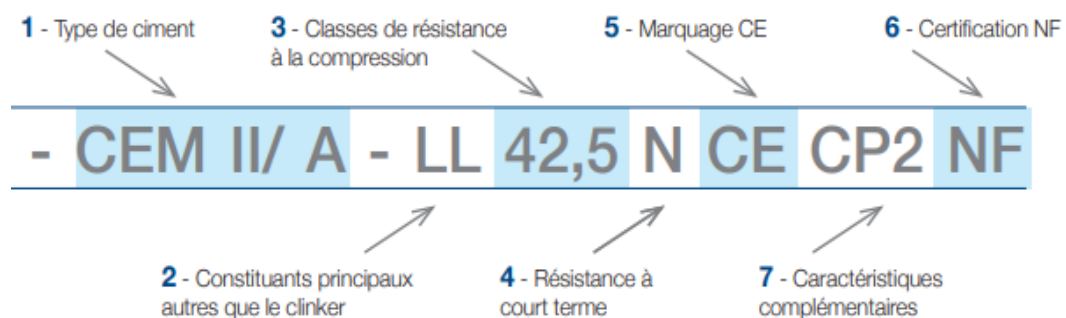 1 - Type de ciment
3 - Classes de résistance
à la compression
5 - Marquage CE
6 - Certification NF
- CEM II/ A - LL 42,5 N CE CP2 NF
2 - Constituants principaux
autres que le clinker
4 - Résistance à
court terme
7 - Caractéristiques
complémentaires